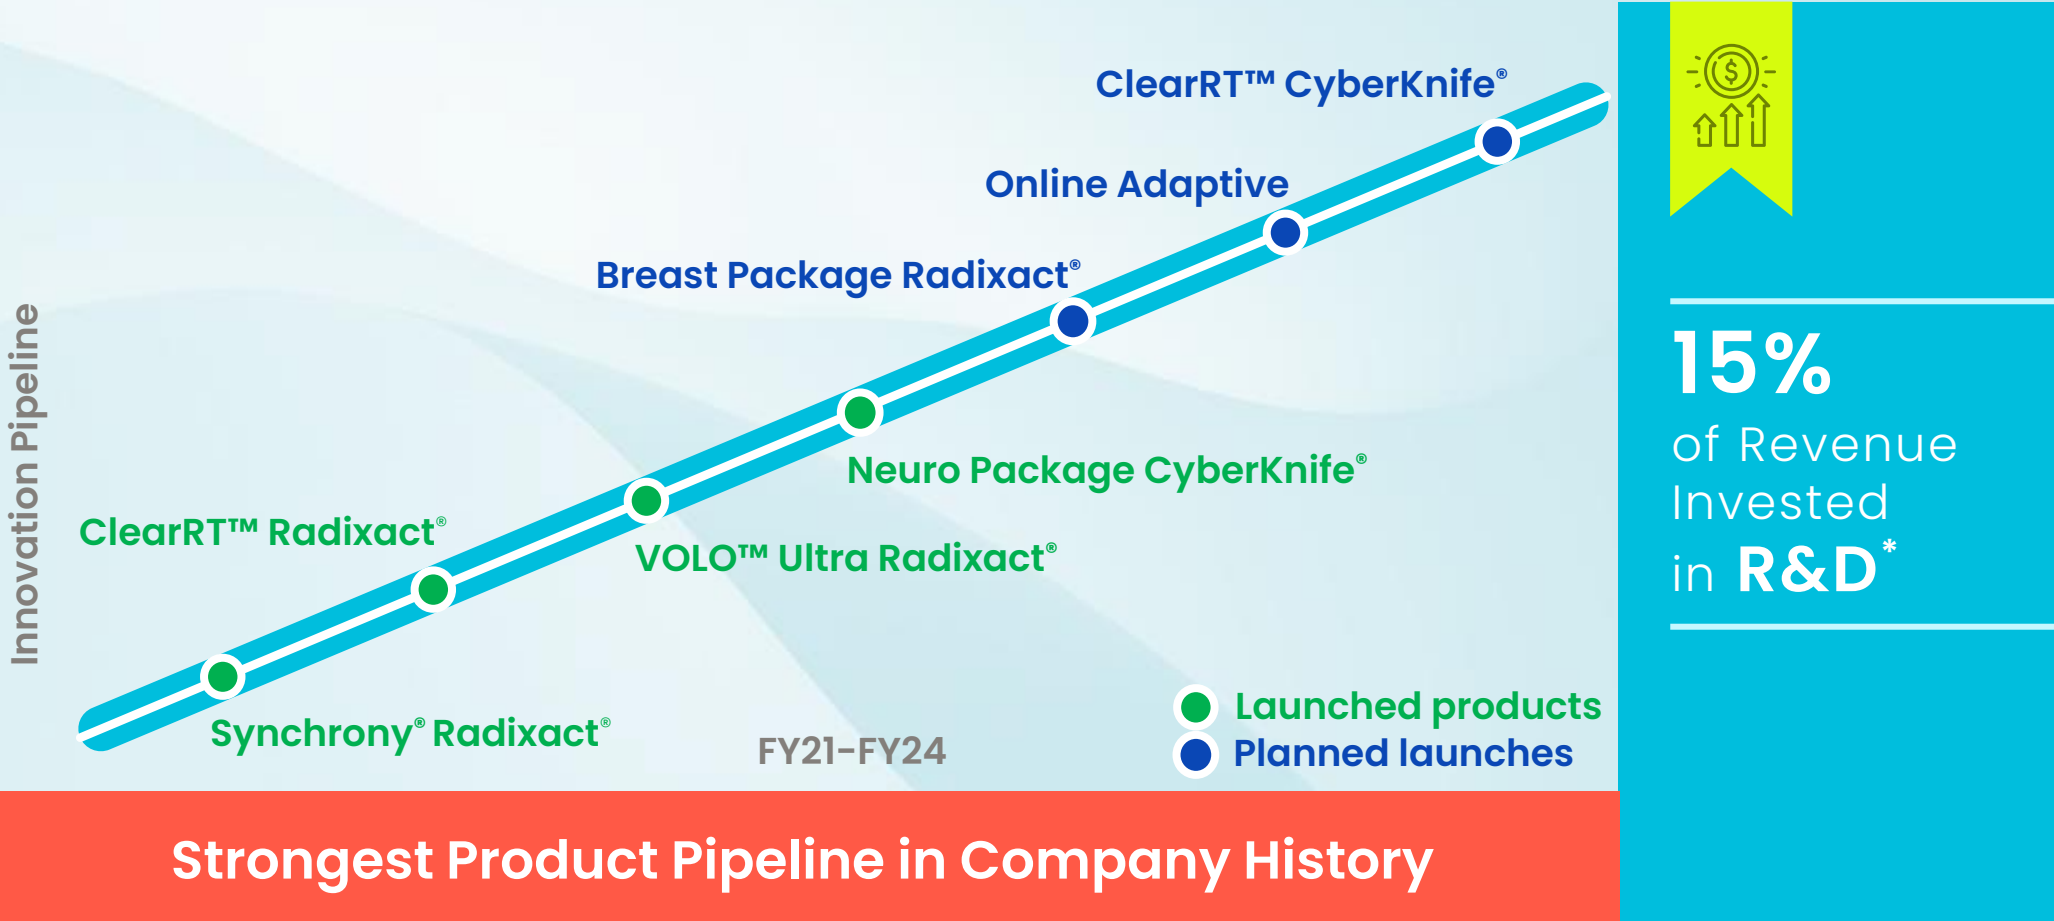 ClearRT™ CyberKnife®
Online Adaptive
Breast Package Radixact®
Innovation Pipeline
Neuro Package CyberKnife®
ClearRT™ Radixact®
VOLO™ Ultra Radixact®
Synchrony® Radixact®
FY21-FY24
Launched products
Planned launches
Strongest Product Pipeline in Company History
$
15%
of Revenue
Invested
in R&D*